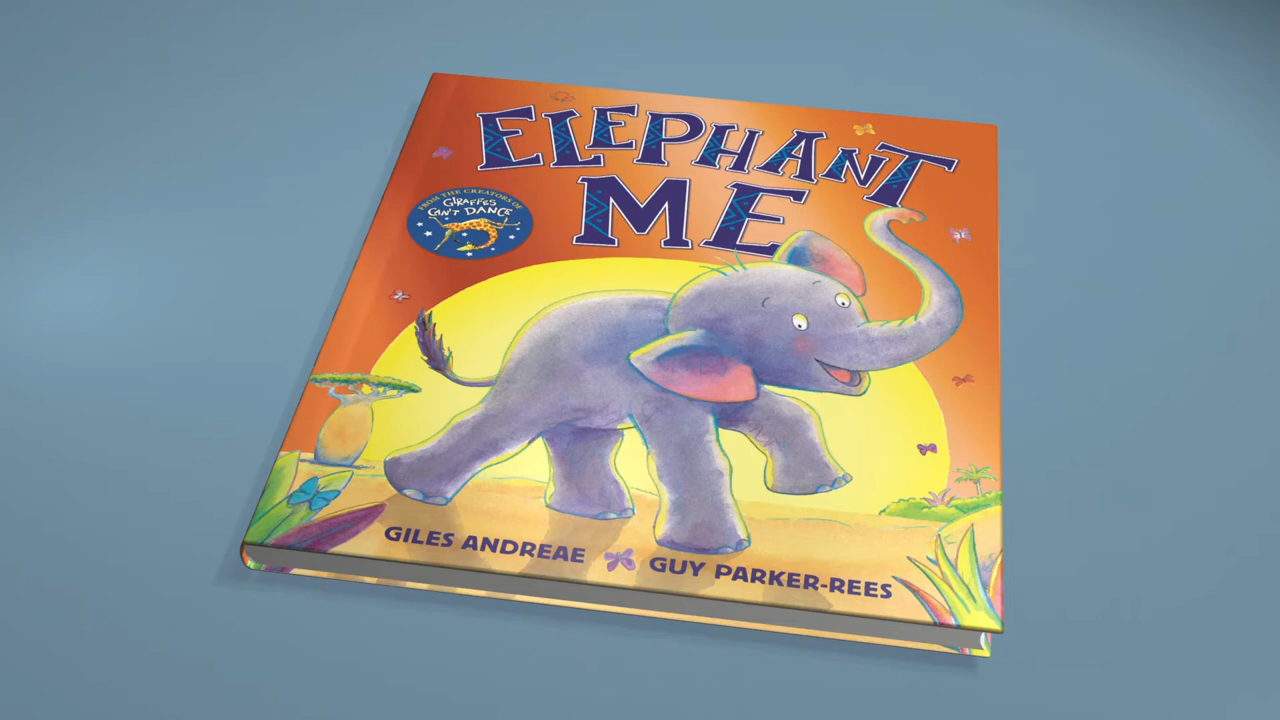 ELEPHANT
ME
FROM THE CREATORS OF
GIRAFFES
CAN'T DANCE
GILES ANDREAE
GUY PARKER-REES